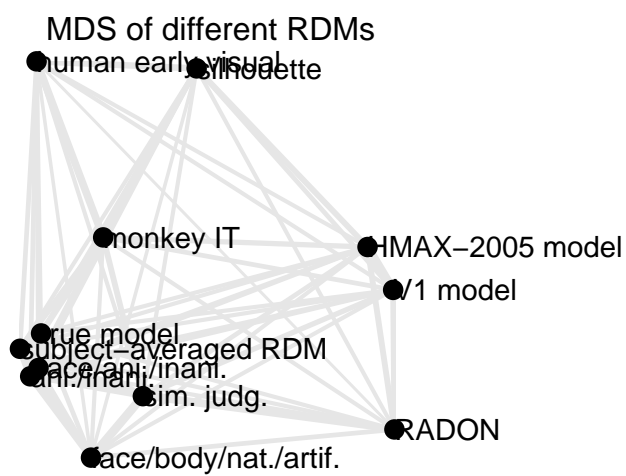 MDS of different RDMs
human early visual
silhouette
monkey IT
HMAX−2005 model
V1 model
true model
subject−averaged RDM
face/ani./inani.
ani./inani.
sim. judg.
RADON
face/body/nat./artif.